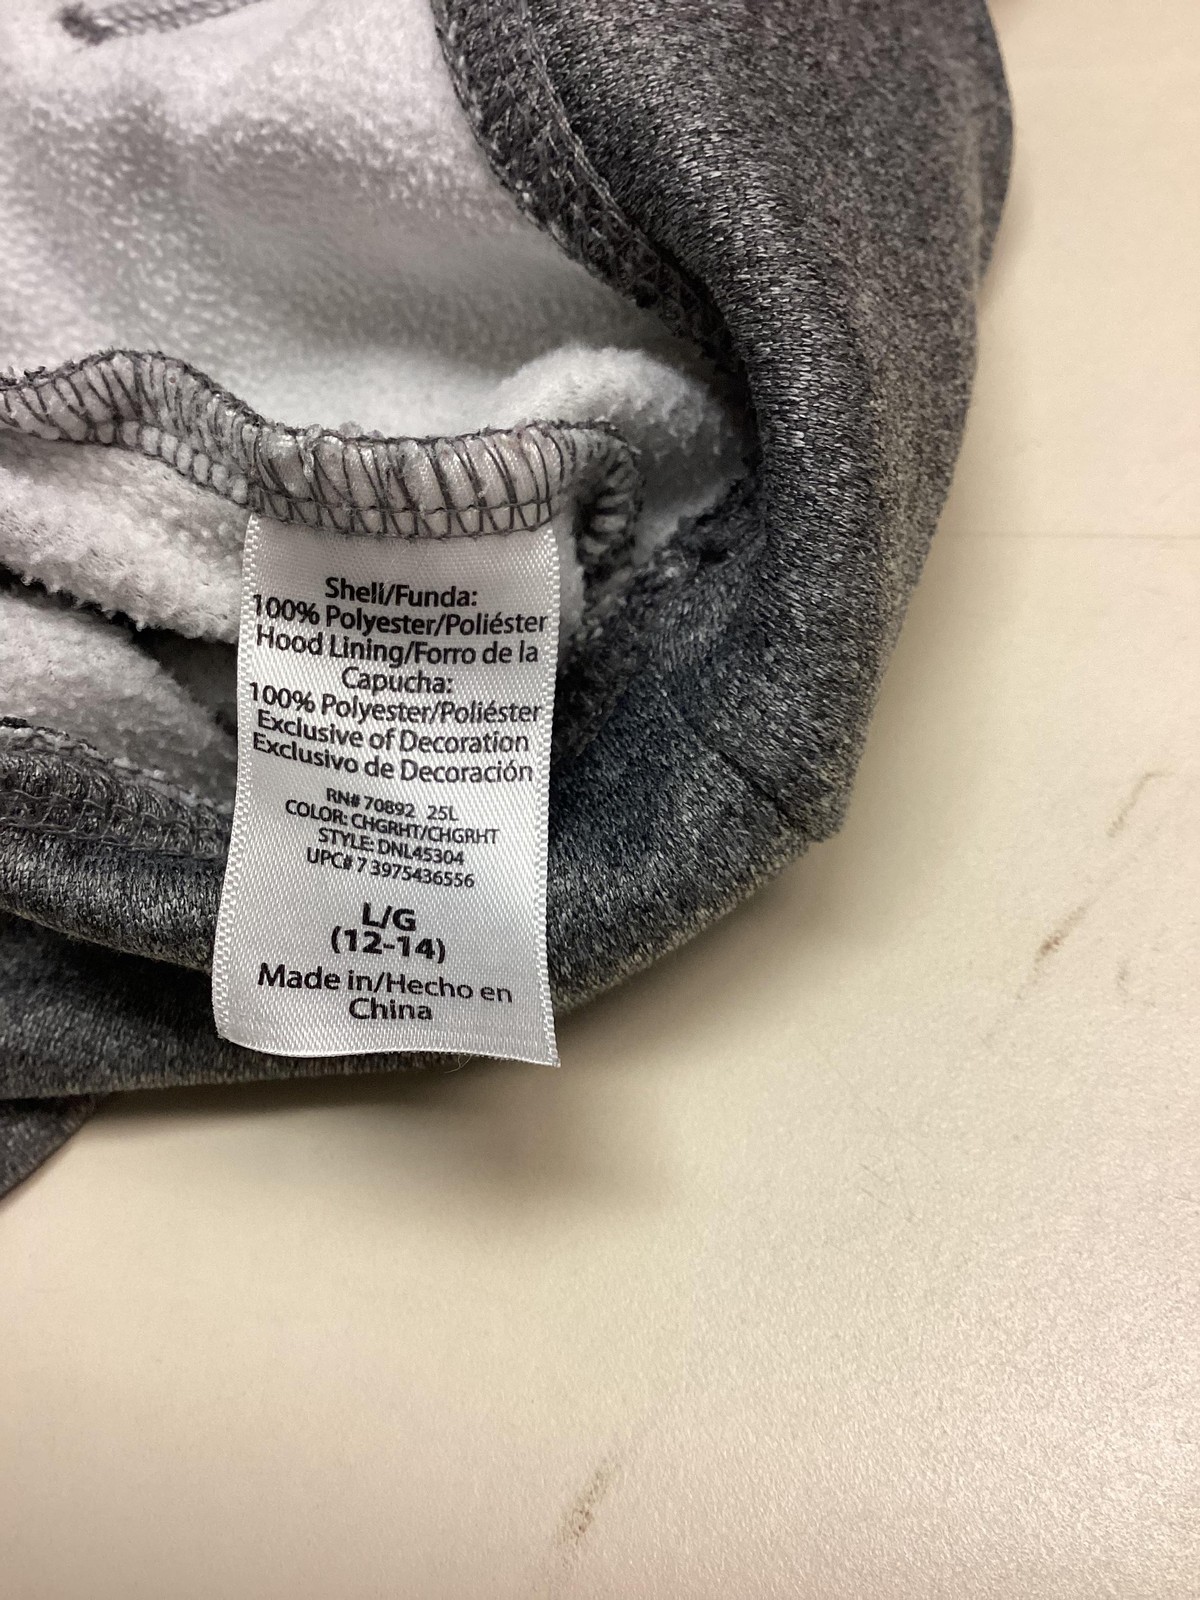 Shell/Funda:
100% Polyester/Poliéster
Hood Lining/Forro de la
Capucha:
100% Polyester/Poliéster
Exclusive of Decoration
Exclusivo de Decoración
RN# 70892 25L
COLOR: CHGRHT/CHGRHT
STYLE: DNL45304
UPC# 7 3975436556
L/G
(12-14)
Made in/Hecho en
China